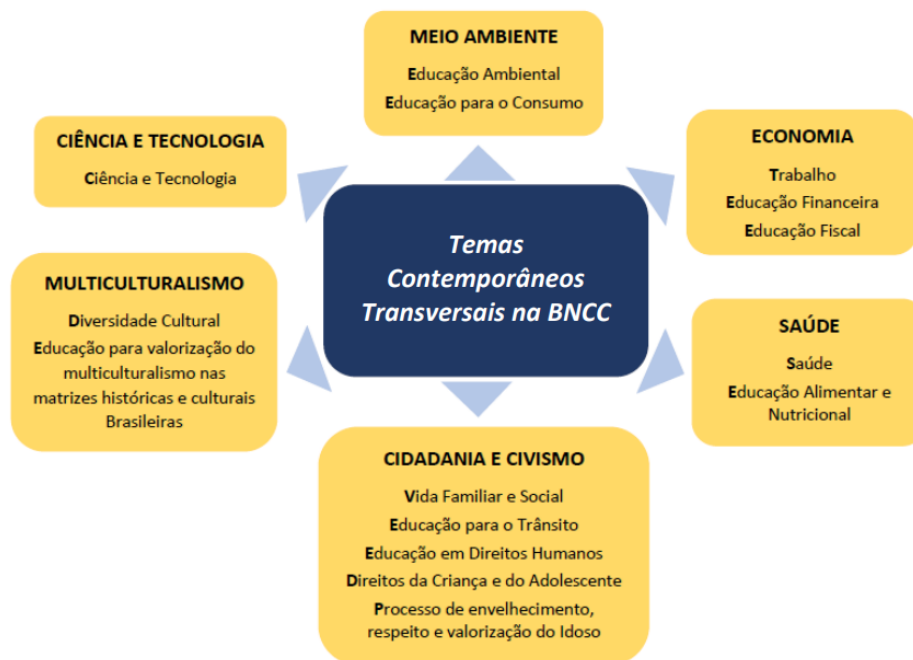 MEIO AMBIENTE
Educação Ambiental
Educação para o Consumo
CIÊNCIA E TECNOLOGIA
Ciência e Tecnologia
ECONOMIA
Trabalho
Educação Financeira
Educação Fiscal
Temas
Contemporâneos
Transversais na BNCC
MULTICULTURALISMO
Diversidade Cultural
Educação para valorização do
multiculturalismo nas
matrizes históricas e culturais
Brasileiras
SAÚDE
Saúde
Educação Alimentar e
Nutricional
CIDADANIA E CIVISMO
Vida Familiar e Social
Educação para o Trânsito
Educação em Direitos Humanos
Direitos da Criança e do Adolescente
Processo de envelhecimento,
respeito e valorização do Idoso